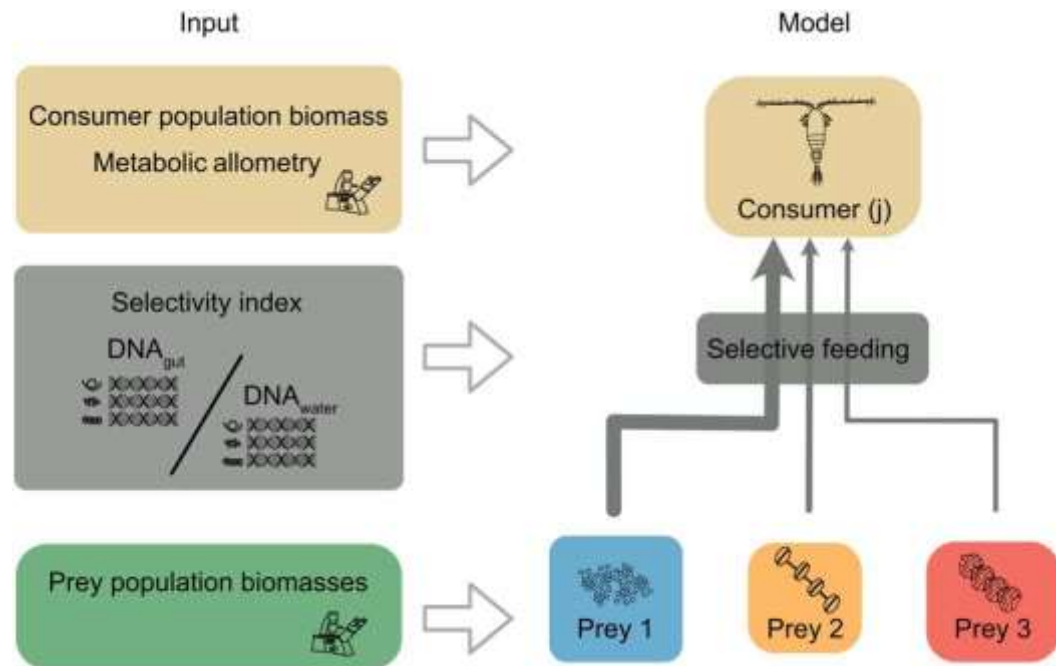 Input
Model
Consumer population biomass
Metabolic allometry
Consumer (j)
Selectivity index
DNAgut
DNAwater
Selective feeding
Prey population biomasses
Prey 1
Prey 2
Prey 3